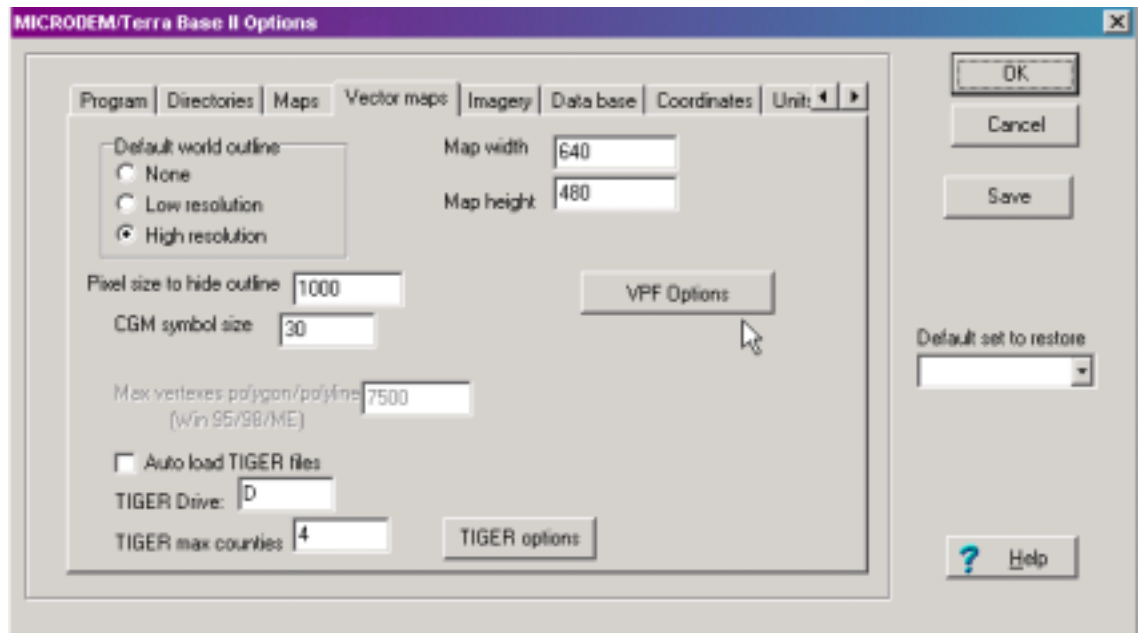 MICRODEM/Terra Base II Options
Program
Directories
Maps
Vector maps
Imagery
Data base
Coordinates
Units
Default world outline
None
Low resolution
High resolution
Map width
640
Map height
480
Pixel size to hide outline
1000
CGM symbol size
30
VPF Options
Max vertexes polygon/polyline
7500
(Win 95/98/ME)
Auto load TIGER files
TIGER Drive:
D
TIGER max counties
4
TIGER options
OK
Cancel
Save
Default set to restore
Help